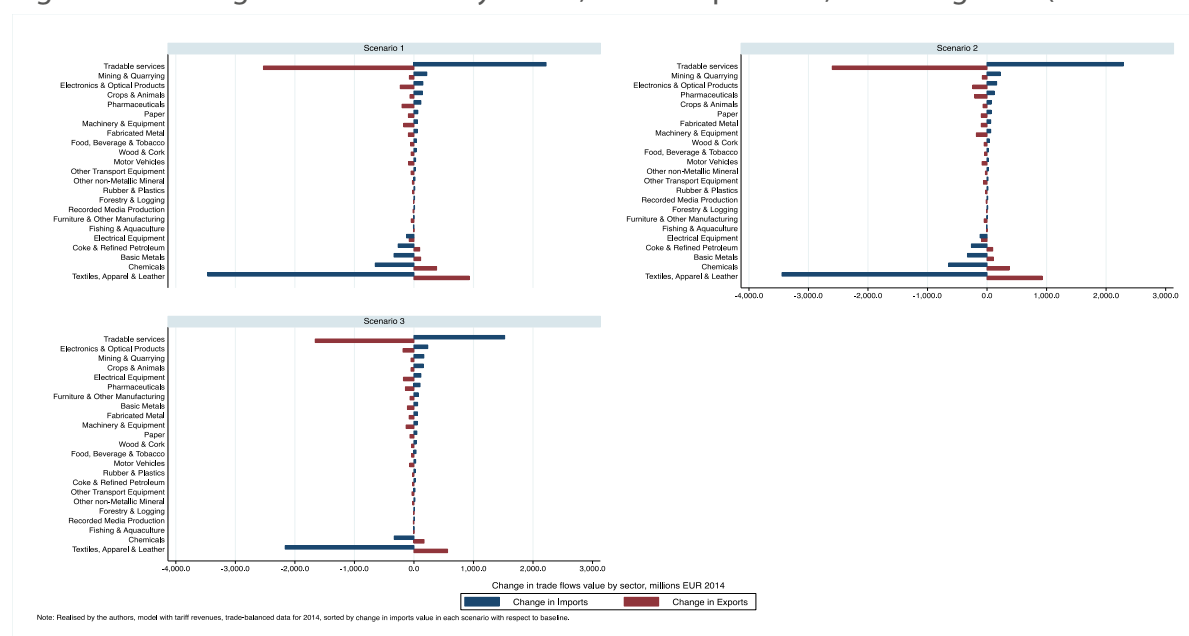 Scenario 1
Tradable services
Mining & Quarrying
Electronics & Optical Products
Crops & Animals
Pharmaceuticals
Paper
Machinery & Equipment
Fabricated Metal
Food, Beverage & Tobacco
Wood & Cork
Motor Vehicles
Other Transport Equipment
Other non-Metallic Mineral
Rubber & Plastics
Forestry & Logging
Recorded Media Production
Furniture & Other Manufacturing
Fishing & Aquaculture
Electrical Equipment
Coke & Refined Petroleum
Basic Metals
Chemicals
Textiles, Apparel & Leather
Scenario 2
Tradable services
Mining & Quarrying
Electronics & Optical Products
Pharmaceuticals
Crops & Animals
Paper
Fabricated Metal
Machinery & Equipment
Wood & Cork
Food, Beverage & Tobacco
Motor Vehicles
Other non-Metallic Mineral
Other Transport Equipment
Rubber & Plastics
Recorded Media Production
Forestry & Logging
Furniture & Other Manufacturing
Fishing & Aquaculture
Electrical Equipment
Coke & Refined Petroleum
Basic Metals
Chemicals
Textiles, Apparel & Leather
-4,000.0 -3,000.0 -2,000.0 -1,000.0 0.0 1,000.0 2,000.0 3,000.0
Scenario 3
Tradable services
Electronics & Optical Products
Mining & Quarrying
Crops & Animals
Electrical Equipment
Pharmaceuticals
Furniture & Other Manufacturing
Basic Metals
Fabricated Metal
Machinery & Equipment
Paper
Wood & Cork
Food, Beverage & Tobacco
Motor Vehicles
Rubber & Plastics
Coke & Refined Petroleum
Other Transport Equipment
Other non-Metallic Mineral
Forestry & Logging
Recorded Media Production
Fishing & Aquaculture
Chemicals
Textiles, Apparel & Leather
-4,000.0 -3,000.0 -2,000.0 -1,000.0 0.0 1,000.0 2,000.0 3,000.0
Change in trade flows value by sector, millions EUR 2014
Change in Imports Change in Exports
Note: Realised by the authors, model with tariff revenues, trade-balanced data for 2014, sorted by change in imports value in each scenario with respect to baseline.